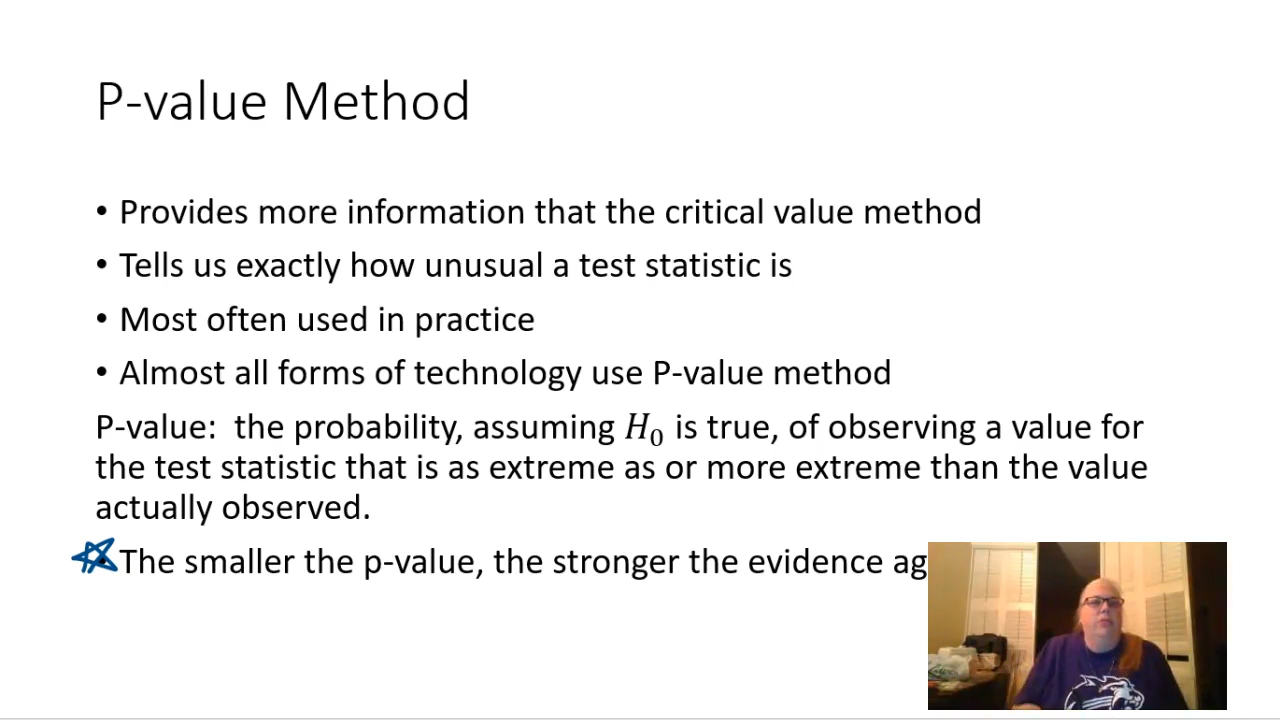 P-value Method
• Provides more information that the critical value method
• Tells us exactly how unusual a test statistic is
• Most often used in practice
• Almost all forms of technology use P-value method
P-value:  the probability, assuming H₀ is true, of observing a value for
the test statistic that is as extreme as or more extreme than the value
actually observed.
• The smaller the p-value, the stronger the evidence